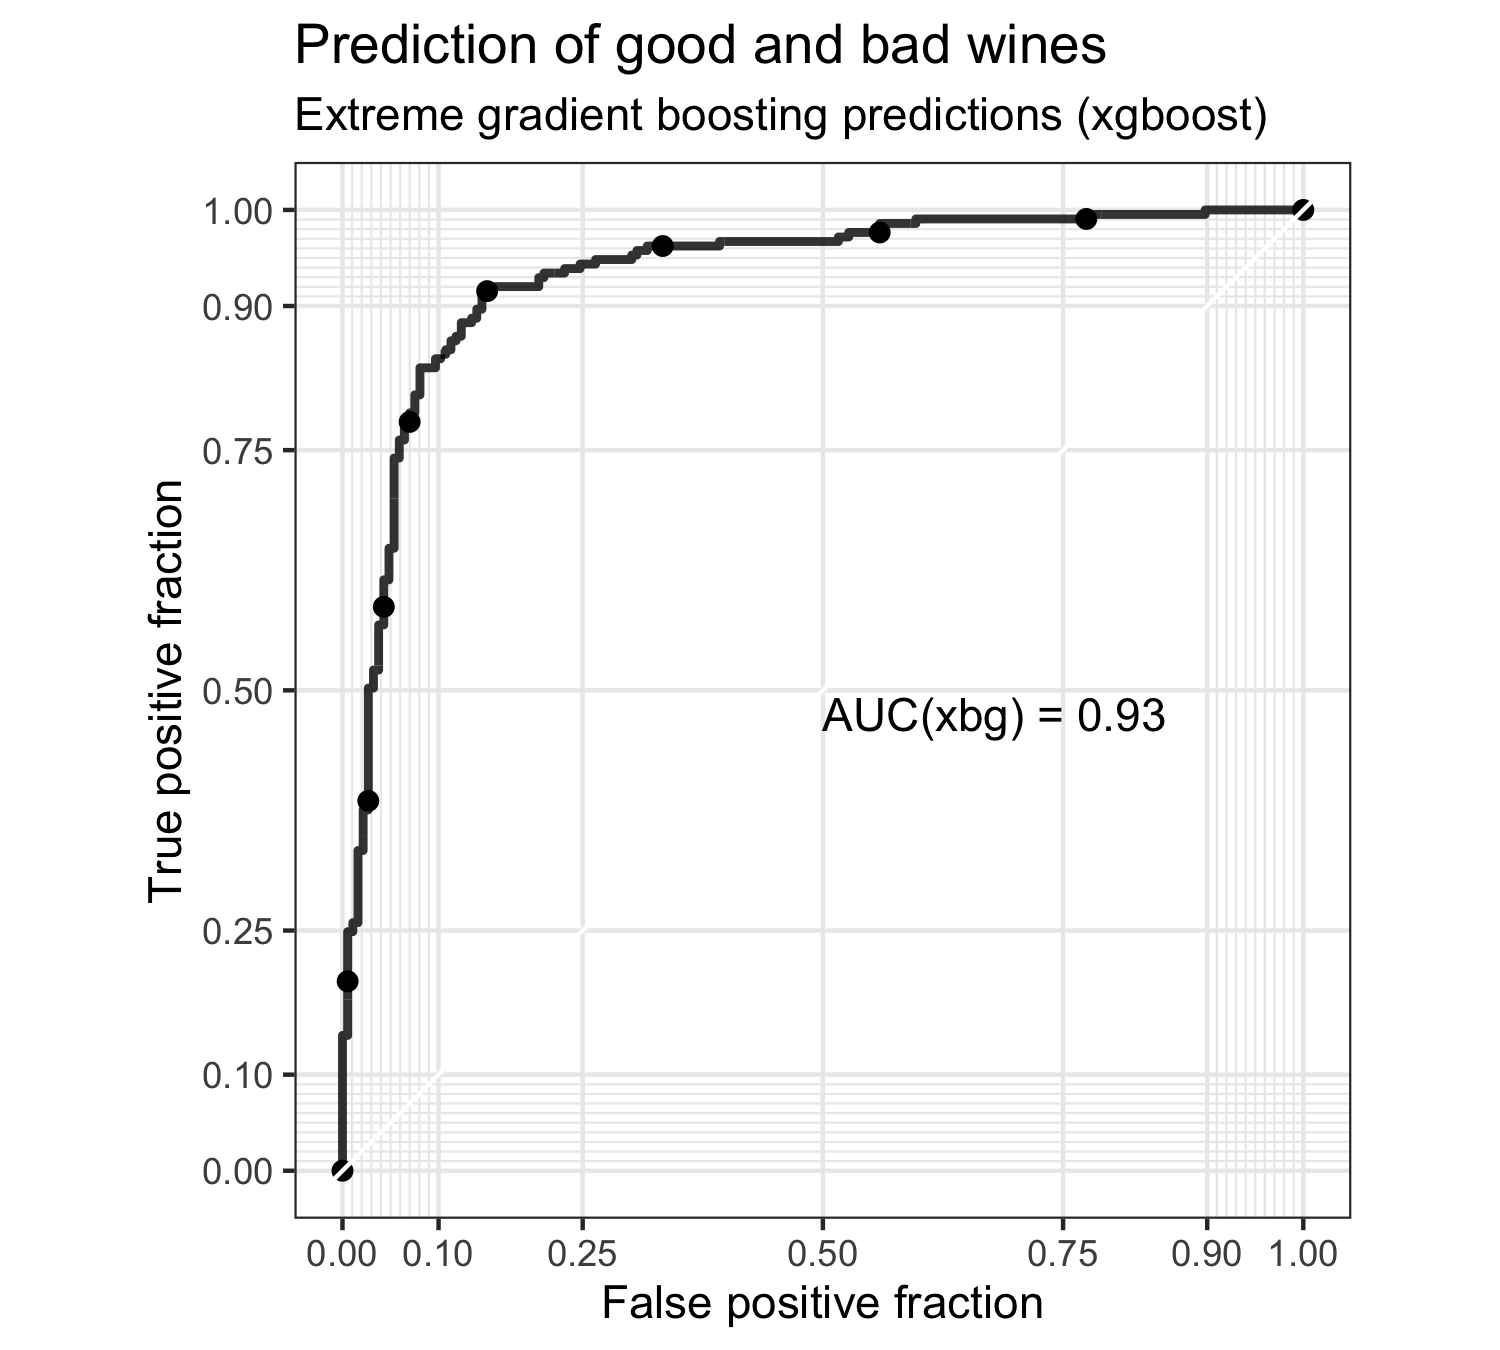 Prediction of good and bad wines
Extreme gradient boosting predictions (xgboost)
1.00
0.90
0.75
0.50
0.25
0.10
0.00
True positive fraction
AUC(xbg) = 0.93
0.00 0.10 0.25 0.50 0.75 0.90 1.00
False positive fraction